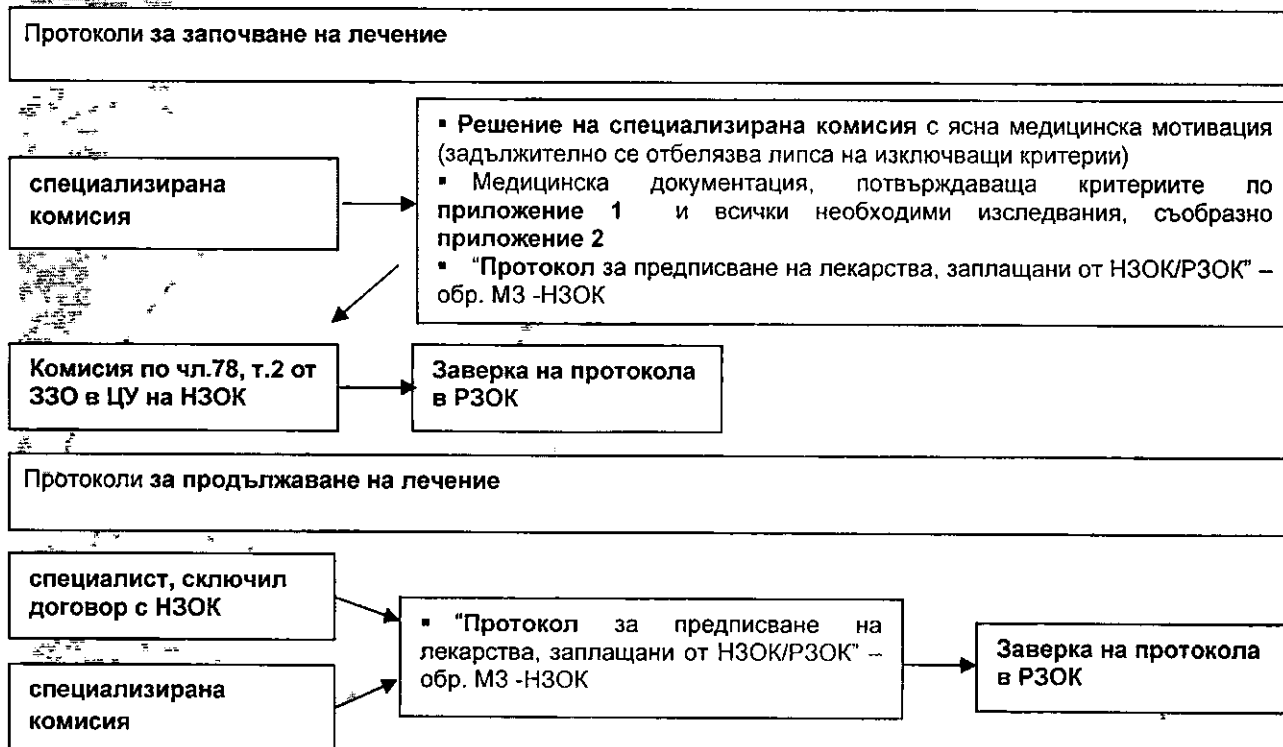 Протоколи за започване на лечение
специализирана
комисия
▪ Решение на специализирана комисия с ясна медицинска мотивация
(задължително се отбелязва липса на изключващи критерии)
▪ Медицинска документация, потвърждаваща критериите по
приложение 1 и всички необходими изследвания, съобразно
приложение 2
▪ "Протокол за предписване на лекарства, заплащани от НЗОК/РЗОК" –
обр. МЗ -НЗОК
Комисия по чл.78, т.2 от
ЗЗО в ЦУ на НЗОК
Заверка на протокола
в РЗОК
Протоколи за продължаване на лечение
специалист, сключил
договор с НЗОК
специализирана
комисия
▪ "Протокол за предписване на
лекарства, заплащани от НЗОК/РЗОК" –
обр. МЗ -НЗОК
Заверка на протокола
в РЗОК